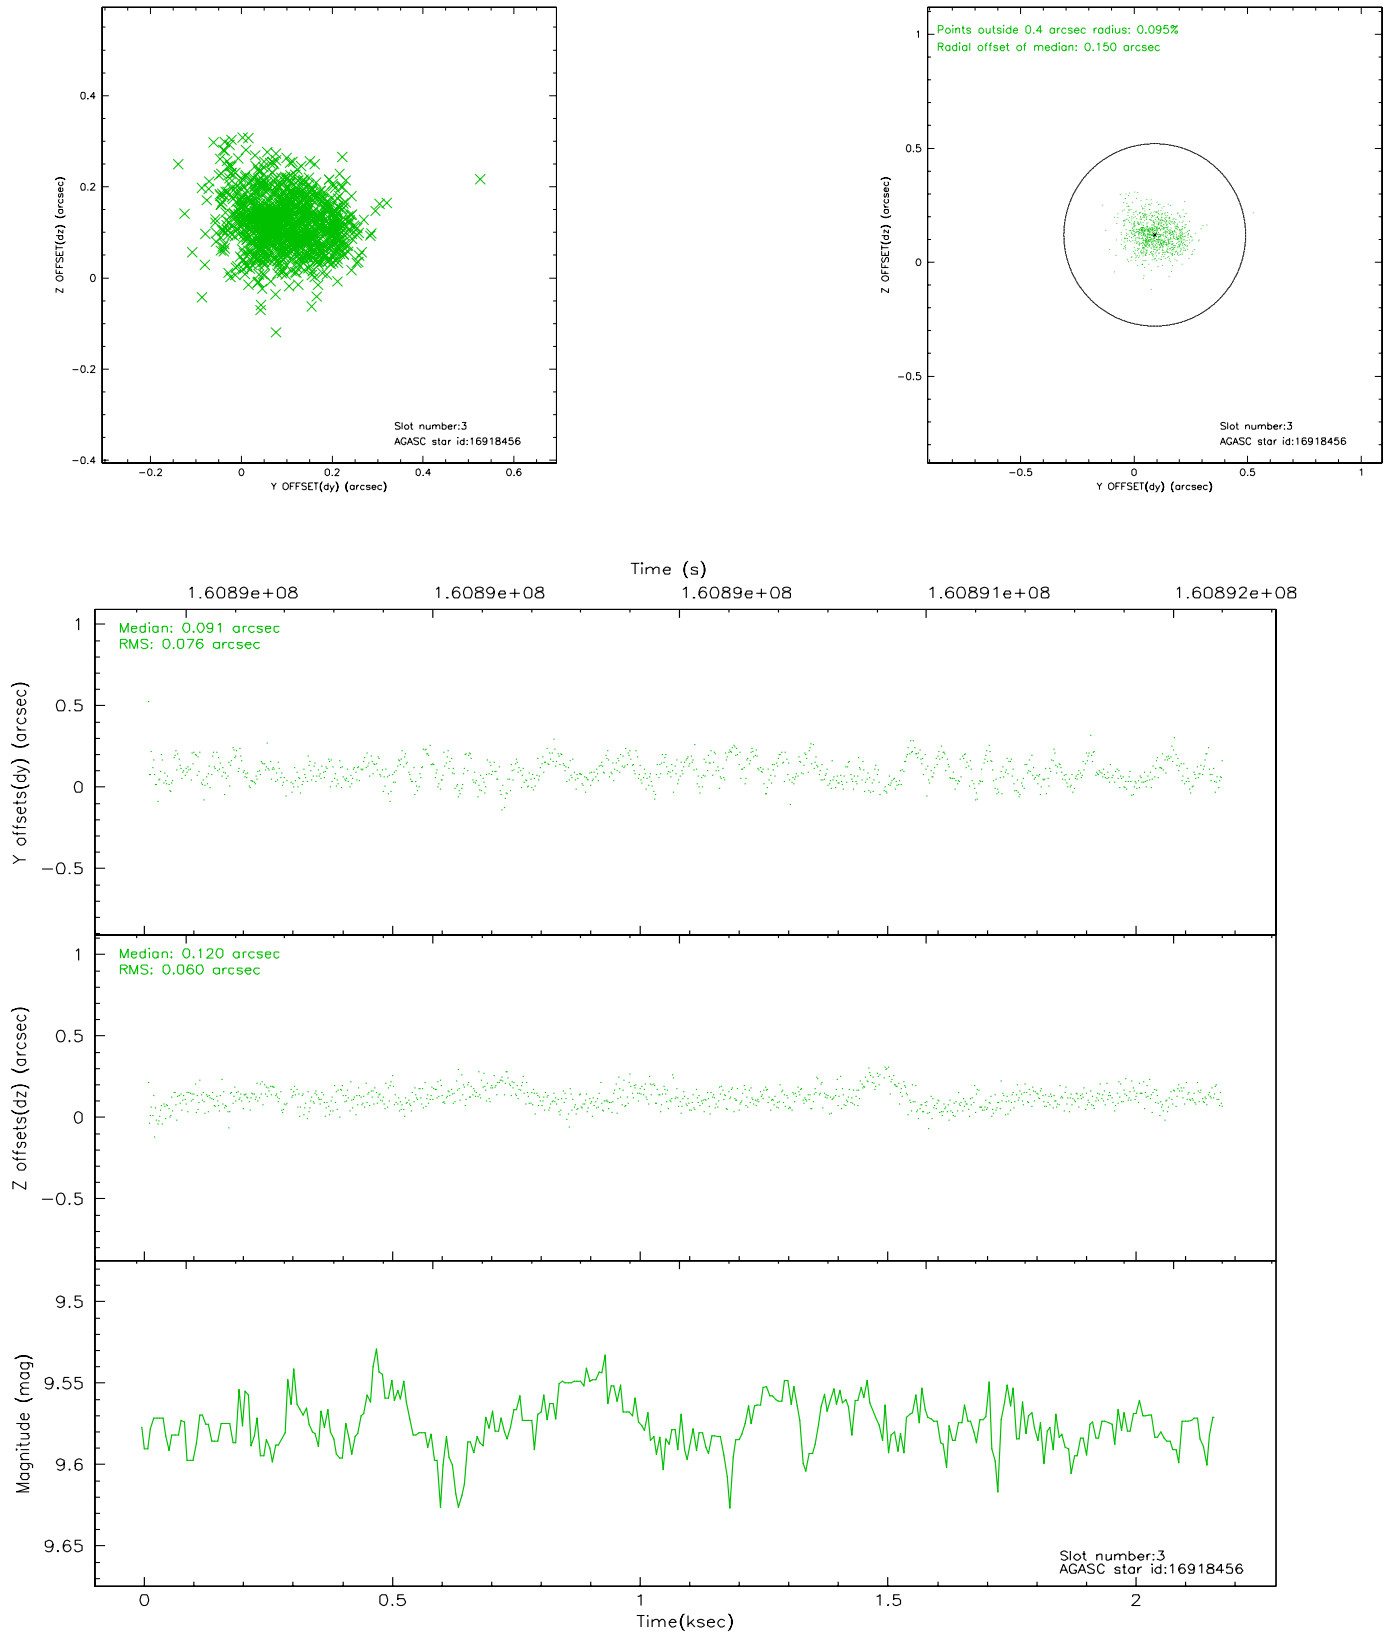 0.4
0.2
0
−0.2
−0.4
Z OFFSET(dz) (arcsec)
−0.2 0 0.2 0.4 0.6
Y OFFSET(dy) (arcsec)
Slot number:3
AGASC star id:16918456
Points outside 0.4 arcsec radius: 0.095%
Radial offset of median: 0.150 arcsec
1
0.5
0
−0.5
Z OFFSET(dz) (arcsec)
−0.5 0 0.5 1
Y OFFSET(dy) (arcsec)
Slot number:3
AGASC star id:16918456
Time (s)
1.6089e+08 1.6089e+08 1.6089e+08 1.60891e+08 1.60892e+08
Median: 0.091 arcsec
RMS: 0.076 arcsec
1
0.5
0
−0.5
Y offsets(dy) (arcsec)
Median: 0.120 arcsec
RMS: 0.060 arcsec
1
0.5
0
−0.5
Z offsets(dz) (arcsec)
9.5
9.55
9.6
9.65
Magnitude (mag)
Slot number:3
AGASC star id:16918456
0 0.5 1 1.5 2
Time(ksec)